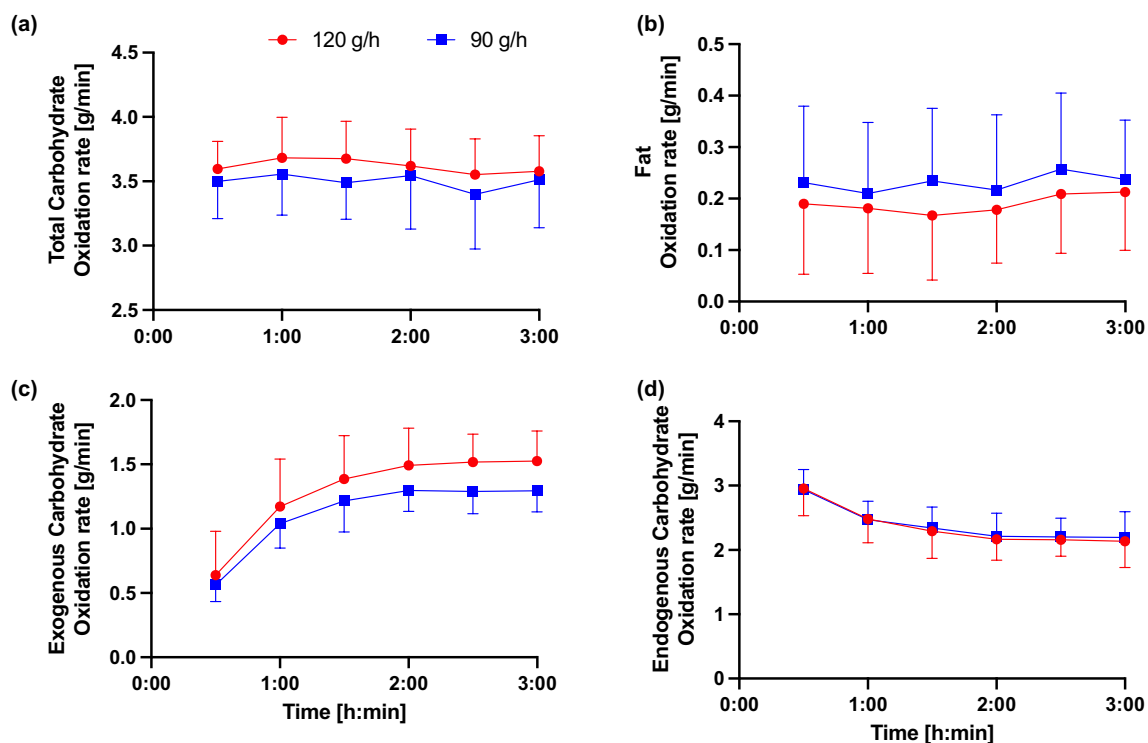 (a)
120 g/h
90 g/h
Total Carbohydrate
Oxidation rate [g/min]
4.5
4.0
3.5
3.0
2.5
0:00
1:00
2:00
3:00
(b)
Fat
Oxidation rate [g/min]
0.5
0.4
0.3
0.2
0.1
0.0
0:00
1:00
2:00
3:00
(c)
Exogenous Carbohydrate
Oxidation rate [g/min]
2.0
1.5
1.0
0.5
0.0
0:00
1:00
2:00
3:00
Time [h:min]
(d)
Endogenous Carbohydrate
Oxidation rate [g/min]
4
3
2
1
0
0:00
1:00
2:00
3:00
Time [h:min]